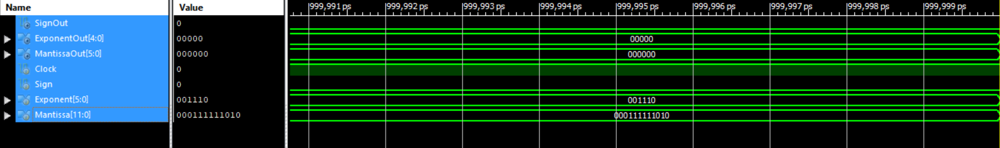 Name Value 999,991 ps 999,992 ps 999,993 ps 999,994 ps 999,995 ps 999,996 ps 999,997 ps 999,998 ps 999,999 ps
SignOut 0
ExponentOut[4:0] 00000 00000
MantissaOut[5:0] 000000 000000
Clock 0
Sign 0
Exponent[5:0] 001110 001110
Mantissa[11:0] 000111111010 000111111010